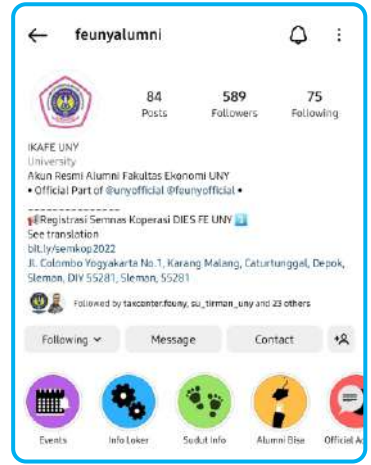 feunyalumni
84 589 75
Posts Followers Following
IKAFE UNY
University
Akun Resmi Alumni Fakultas Ekonomi UNY
• Official Part of @unyofficial @feunyofficial •
_______________
📢Registrasi Semnas Koperasi DIES FE UNY ⬇️
See translation
bit.ly/semkop2022
Jl. Colombo Yogyakarta No.1, Karang Malang, Caturtunggal, Depok,
Sleman, DIY 55281, Sleman, 55281
Followed by taxcenter.feuny, su_tirman_uny and 23 others
Following Message Contact
Events Info Loker Sudut Info Alumni Bisa Official Ac